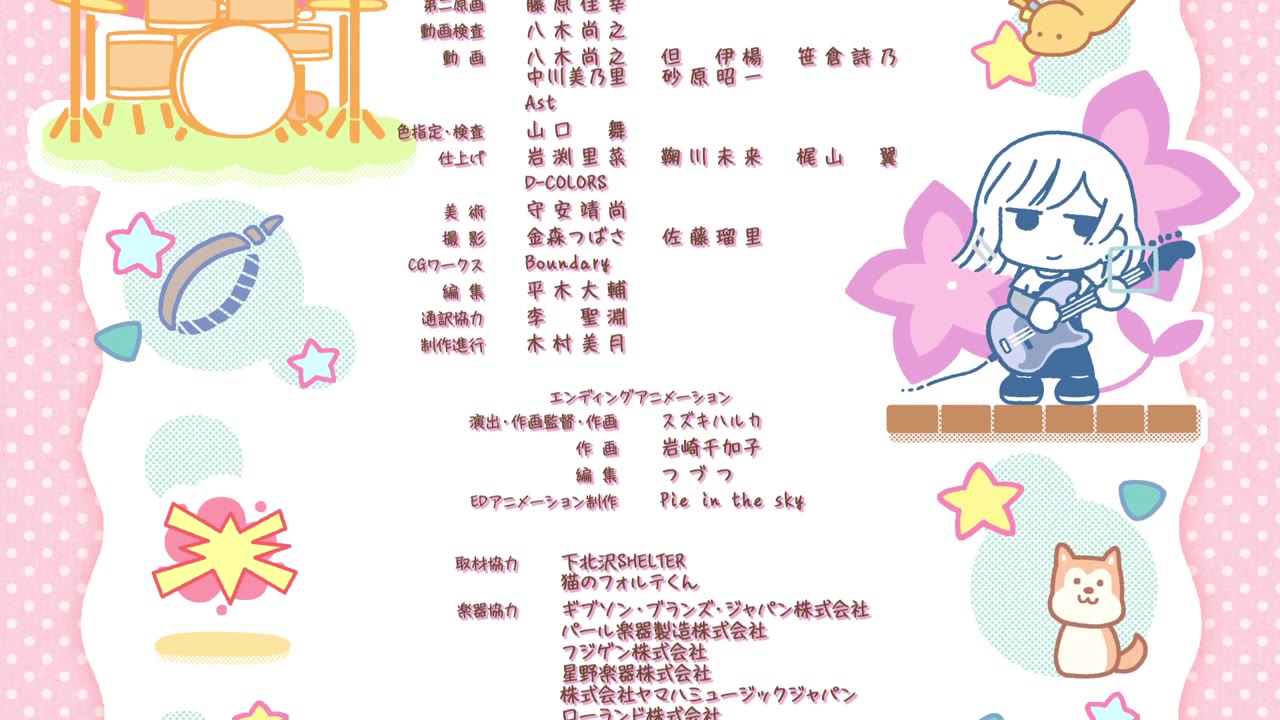 第二原画 藤原佳幸
動画検査 八木尚之
動画 八木尚之 但 伊楊 笹倉詩乃
中川美乃里 砂原昭一
Ast
色指定・検査 山口 舞
仕上げ 岩渕里菜 鞠川未来 梶山 翼
D-COLORS
美術 守安靖尚
撮影 金森つばさ 佐藤瑠里
CGワークス Boundary
編集 平木大輔
通訳協力 李 聖淵
制作進行 木村美月
エンディングアニメーション
演出・作画監督・作画 スズキハルカ
作画 岩崎千加子
編集 つづつ
EDアニメーション制作 Pie in the sky
取材協力 下北沢SHELTER
猫のフォルテくん
楽器協力 ギブソン・ブランズ・ジャパン株式会社
パール楽器製造株式会社
フジゲン株式会社
星野楽器株式会社
株式会社ヤマハミュージックジャパン
ローランド株式会社